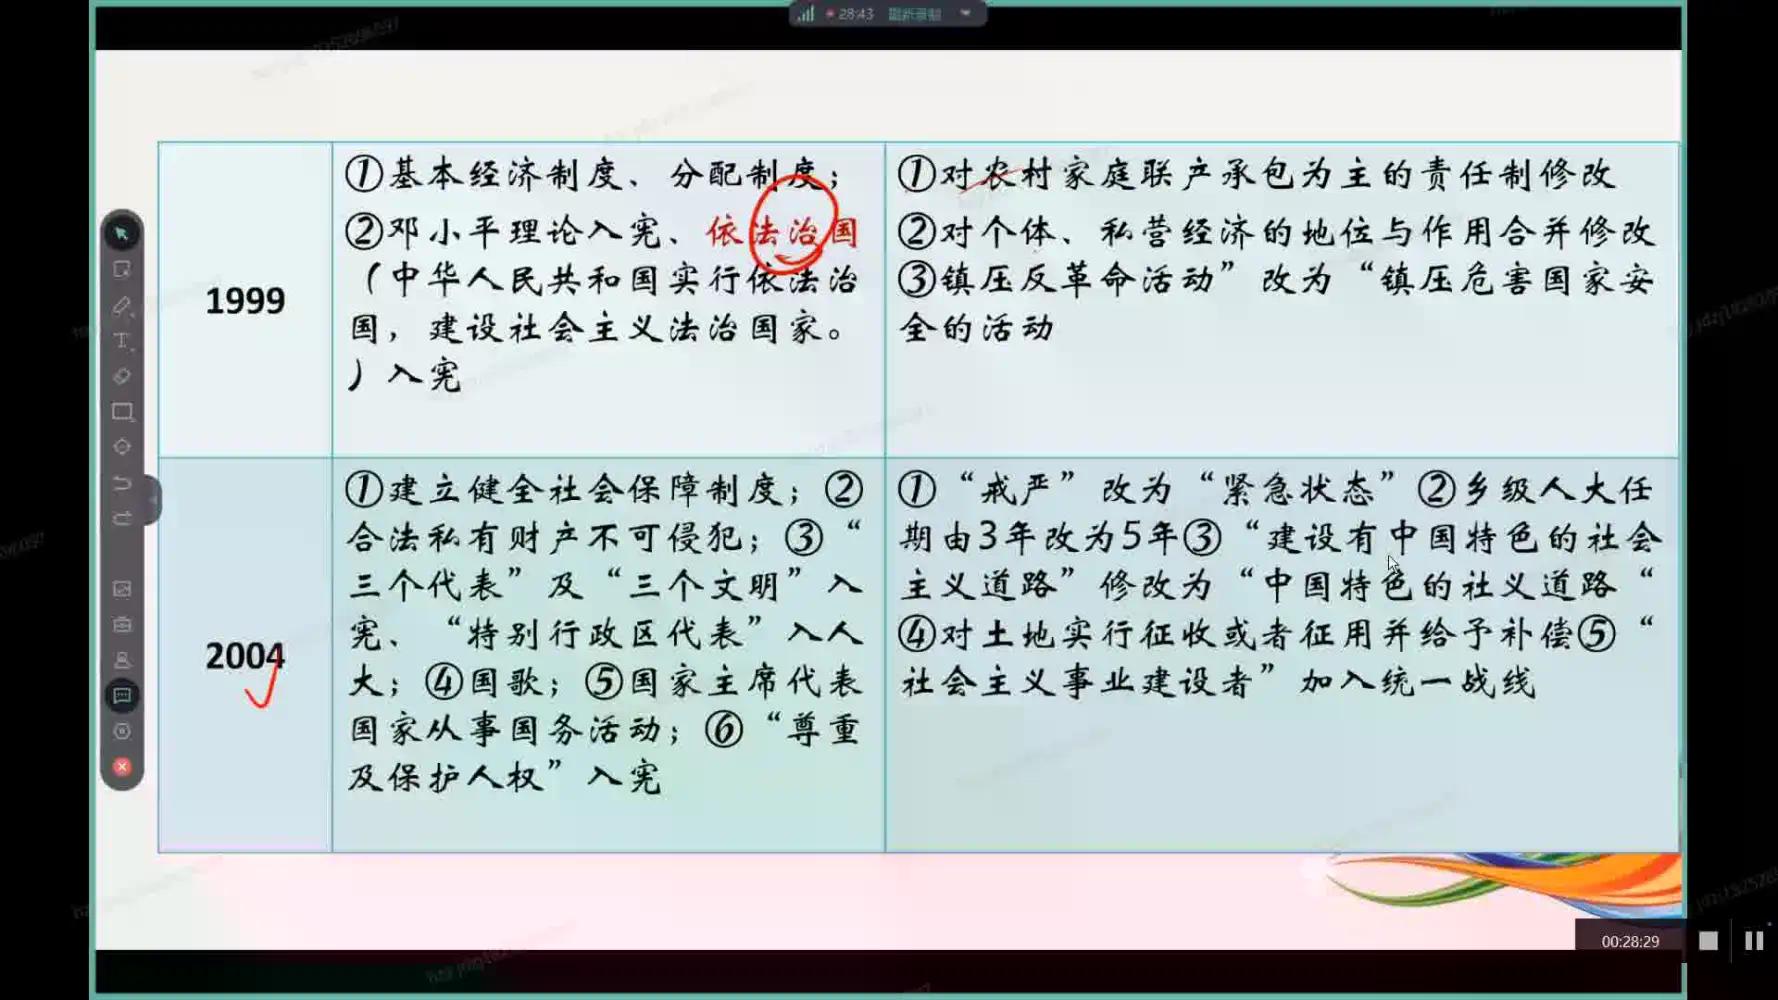 28:43
1999
①基本经济制度、分配制度；
②邓小平理论入宪、依法治国
（中华人民共和国实行依法治
国，建设社会主义法治国家。
）入宪
①对农村家庭联产承包为主的责任制修改
②对个体、私营经济的地位与作用合并修改
③镇压反革命活动”改为“镇压危害国家安
全的活动
2004
①建立健全社会保障制度；②
合法私有财产不可侵犯；③“
三个代表”及“三个文明”入
宪、“特别行政区代表”入人
大；④国歌；⑤国家主席代表
国家从事国务活动；⑥“尊重
及保护人权”入宪
①“戒严”改为“紧急状态”②乡级人大任
期由3年改为5年③“建设有中国特色的社会
主义道路”修改为“中国特色的社义道路“
④对土地实行征收或者征用并给予补偿⑤“
社会主义事业建设者”加入统一战线
00:28:29